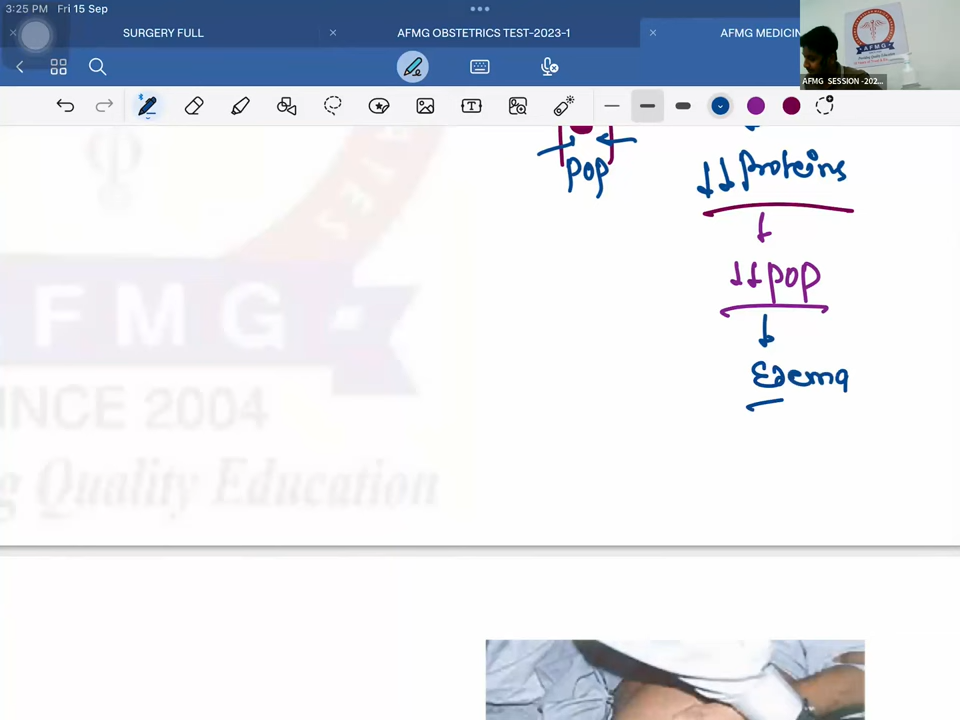 3:25 PM Fri 15 Sep
SURGERY FULL
AFMG OBSTETRICS TEST-2023-1
AFMG MEDICIN
AFMG
AFMG SESSION -202...
T
POP
↓↓ Proteins
↓
↓↓ POP
↓
Edema
FMG
INCE 2004
g Quality Education